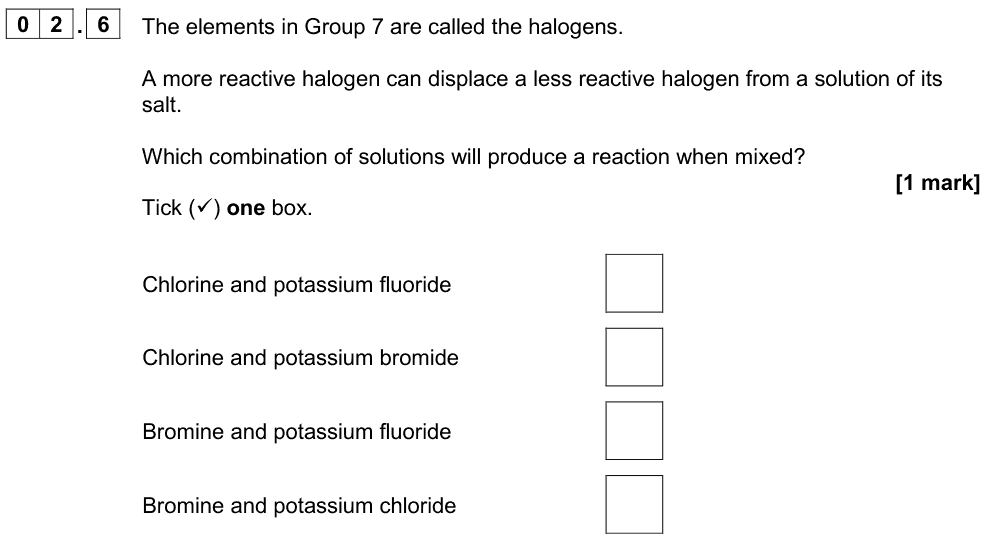 02.6 The elements in Group 7 are called the halogens.
A more reactive halogen can displace a less reactive halogen from a solution of its
salt.
Which combination of solutions will produce a reaction when mixed?
[1 mark]
Tick (✓) one box.
Chlorine and potassium fluoride
Chlorine and potassium bromide
Bromine and potassium fluoride
Bromine and potassium chloride